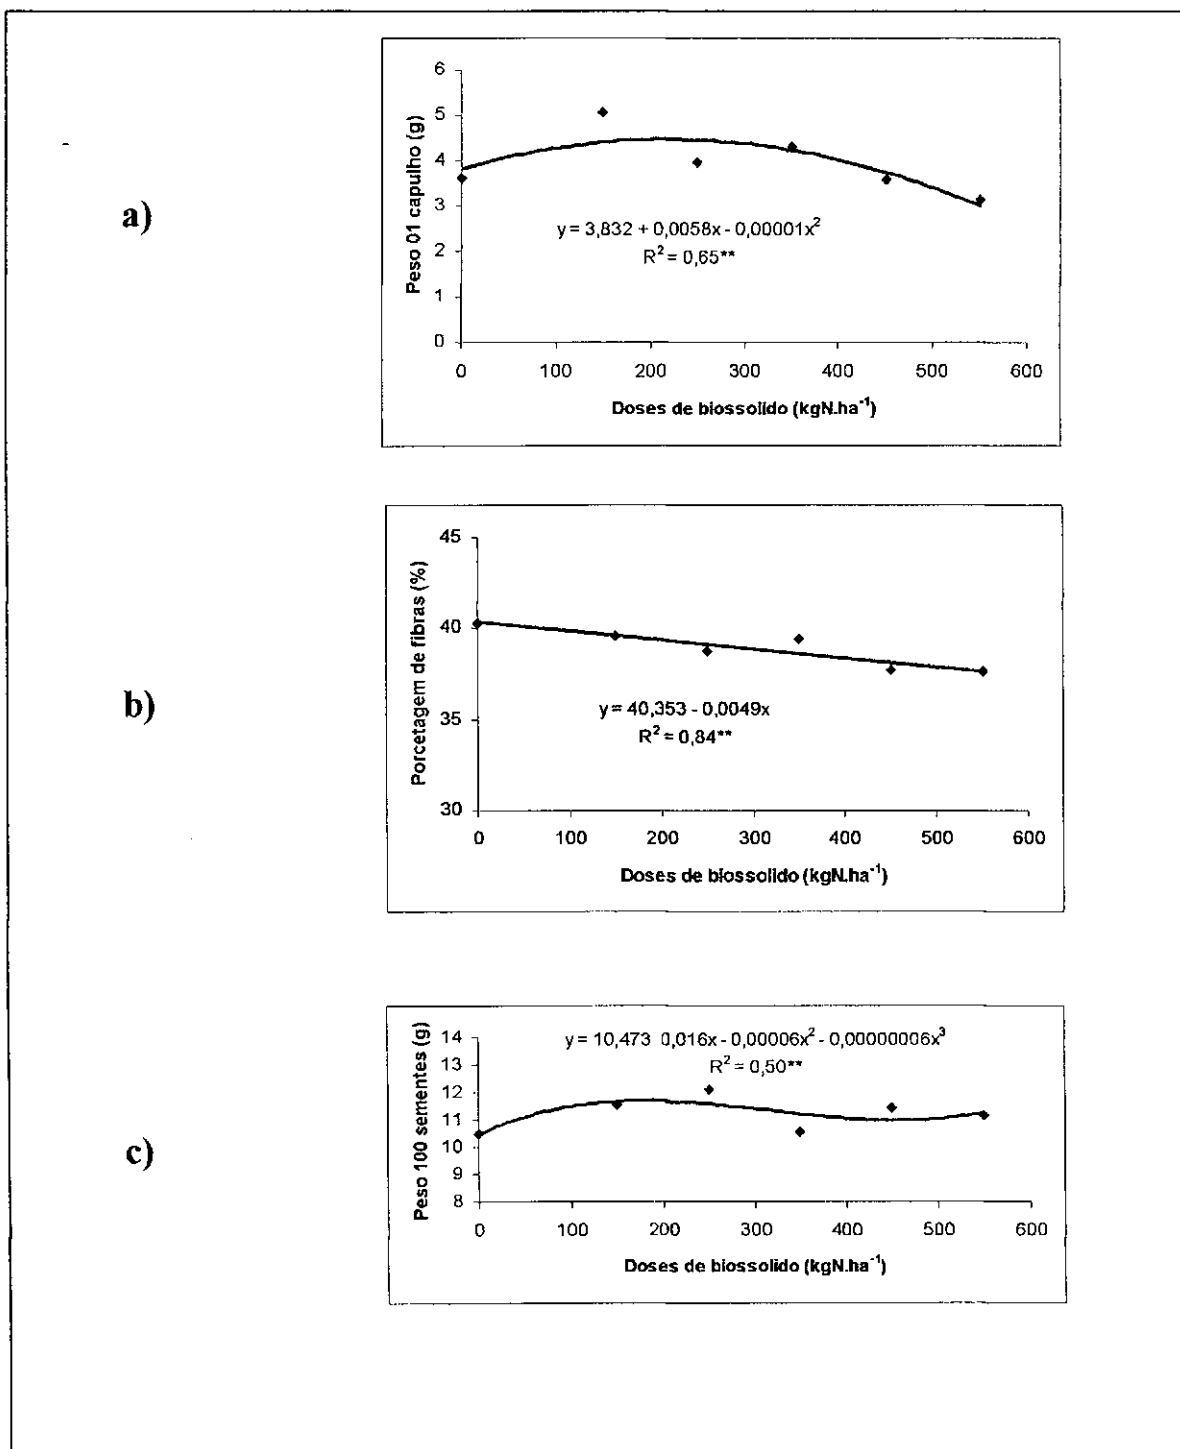 a)
Peso 01 capulho (g)
6
5
4
3
2
1
0
y = 3,832 + 0,0058x - 0,00001x²
R² = 0,65**
0 100 200 300 400 500 600
Doses de biossolido (kgN.ha⁻¹)
b)
Porcetagem de fibras (%)
45
40
35
30
y = 40,353 - 0,0049x
R² = 0,84**
0 100 200 300 400 500 600
Doses de biossolido (kgN.ha⁻¹)
c)
Peso 100 sementes (g)
14
13
12
11
10
9
8
y = 10,473 0,016x - 0,00006x² - 0,00000006x³
R² = 0,50**
0 100 200 300 400 500 600
Doses de biossolido (kgN.ha⁻¹)